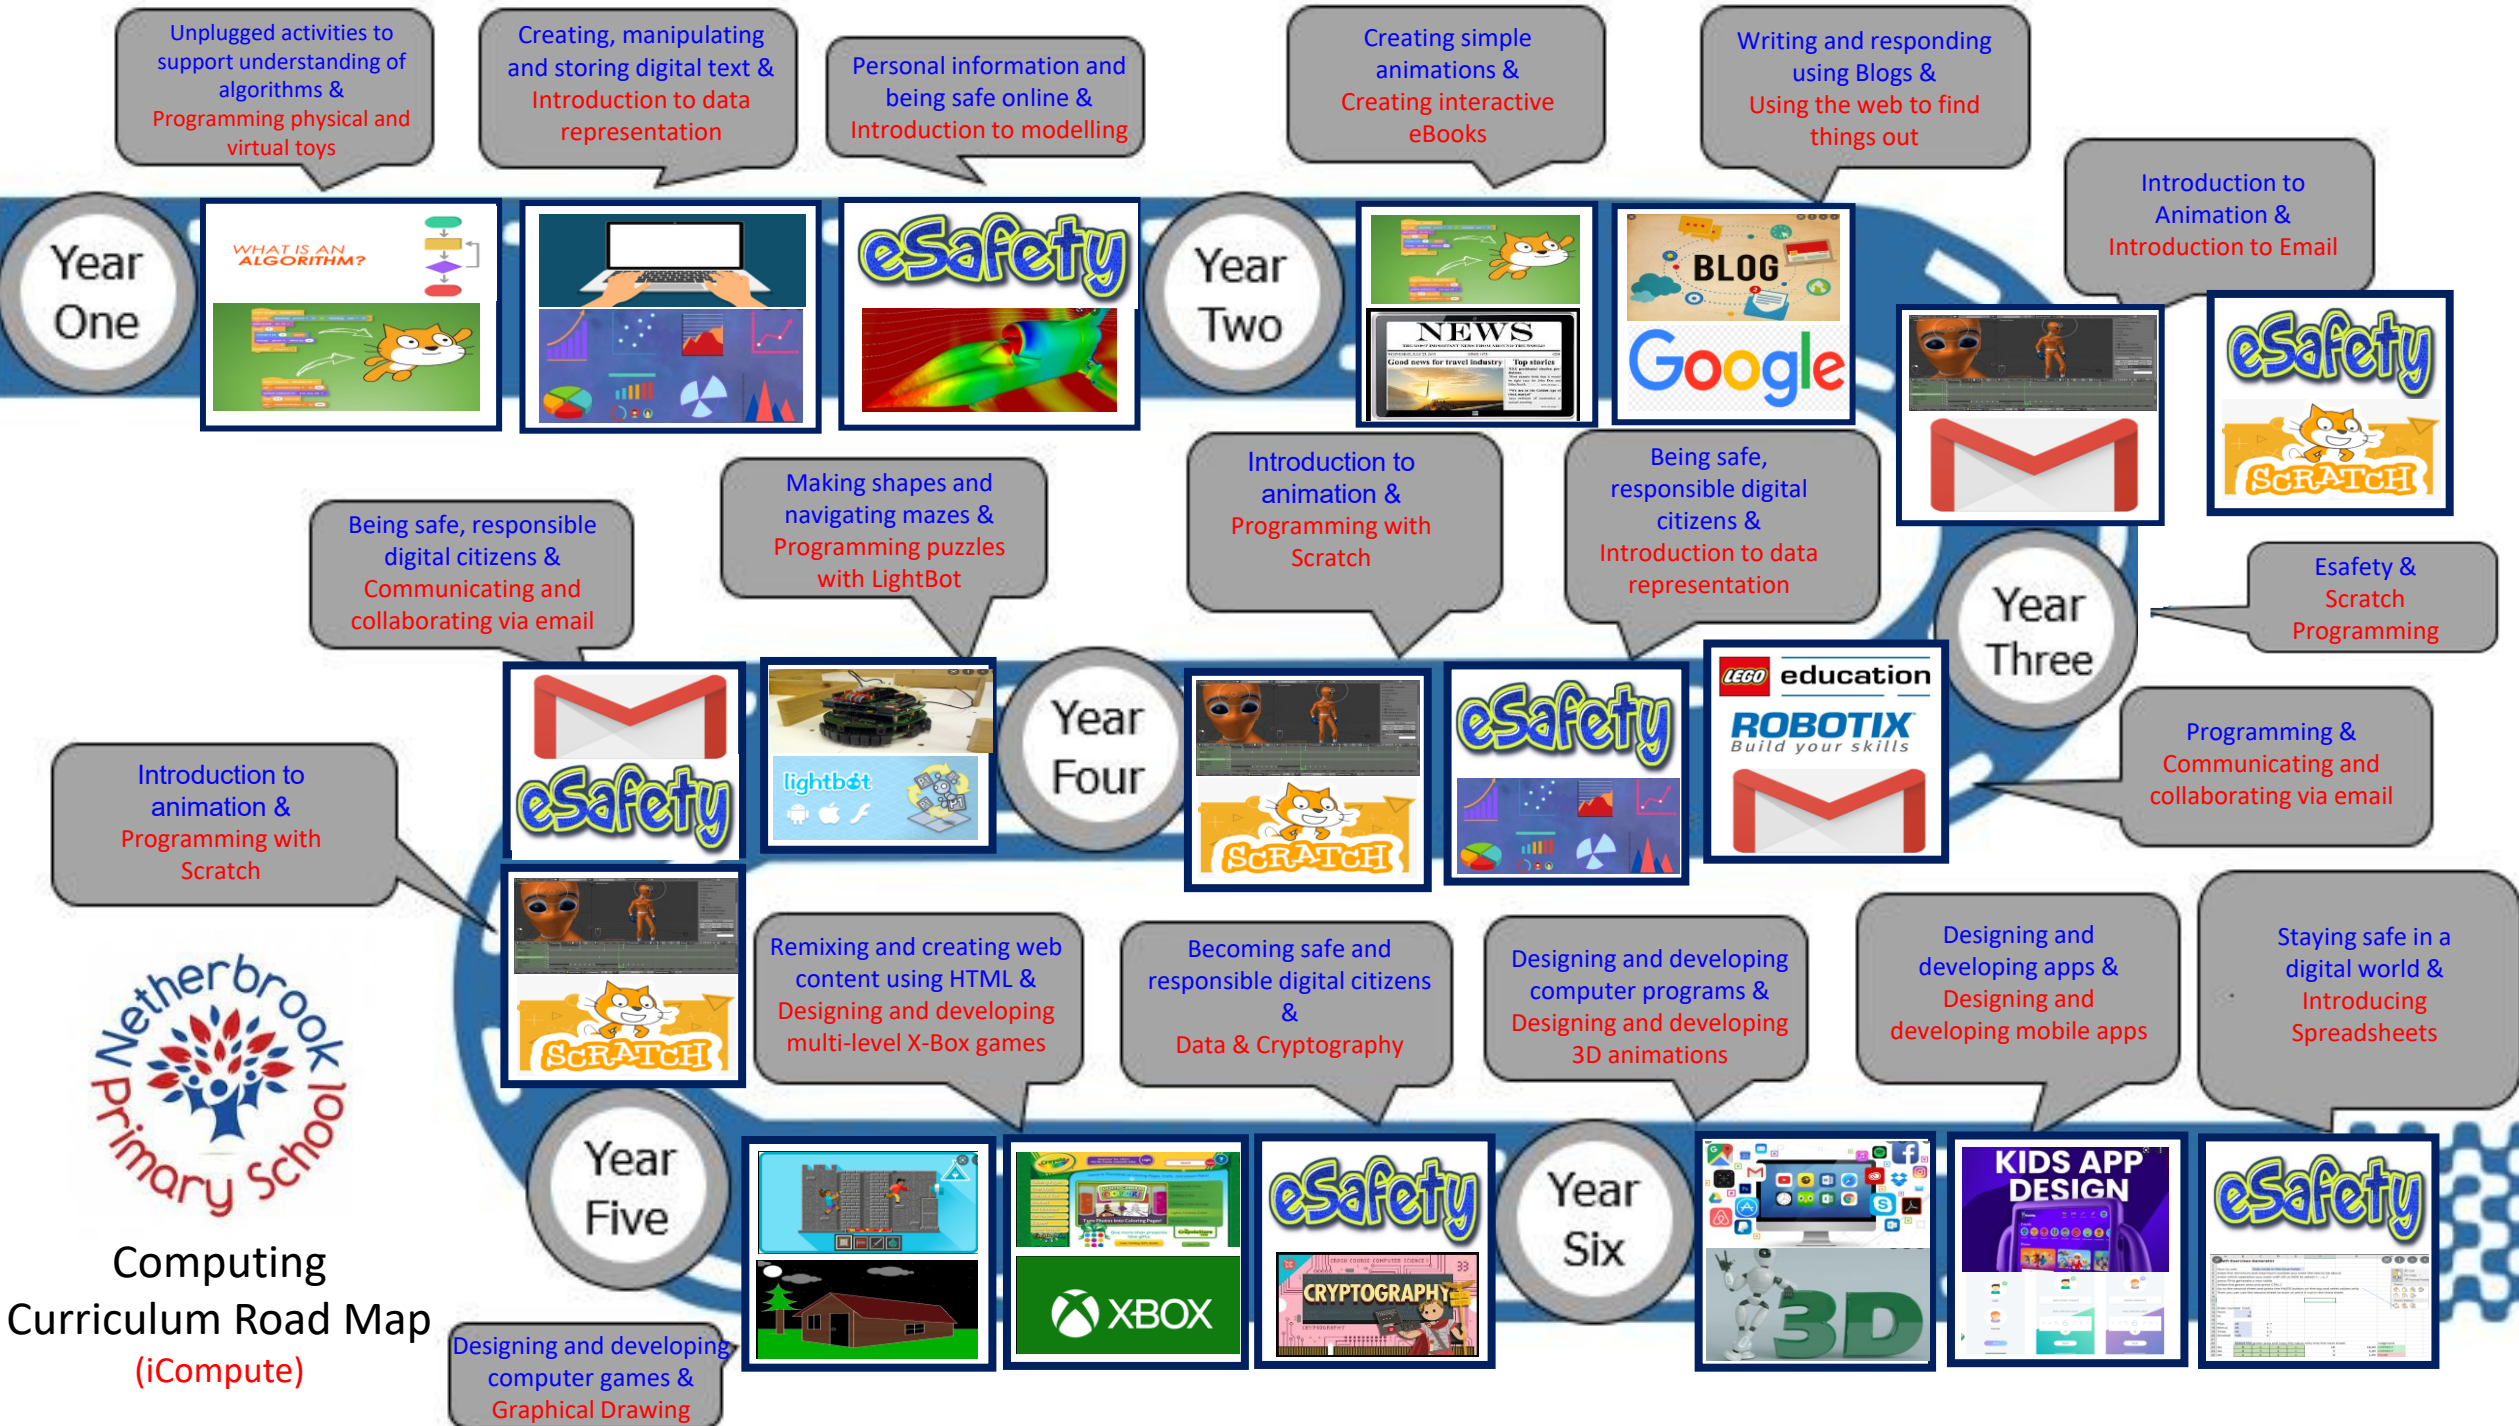 Unplugged activities to
support understanding of
algorithms &
Programming physical and
virtual toys
Creating, manipulating
and storing digital text &
Introduction to data
representation
Personal information and
being safe online &
Introduction to modelling
Creating simple
animations &
Creating interactive
eBooks
Writing and responding
using Blogs &
Using the web to find
things out
Introduction to
Animation &
Introduction to Email
Year
One
WHAT IS AN
ALGORITHM?
eSafety
Year
Two
NEWS
Good news for travel industry
Top stories
BLOG
Google
eSafety
SCRATCH
Being safe, responsible
digital citizens &
Communicating and
collaborating via email
Making shapes and
navigating mazes &
Programming puzzles
with LightBot
Introduction to
animation &
Programming with
Scratch
Being safe,
responsible digital
citizens &
Introduction to data
representation
Esafety &
Scratch
Programming
Year
Three
LEGO education
ROBOTIX
Build your skills
eSafety
SCRATCH
Year
Four
lightbot
eSafety
Programming &
Communicating and
collaborating via email
Introduction to
animation &
Programming with
Scratch
SCRATCH
Remixing and creating web
content using HTML &
Designing and developing
multi-level X-Box games
Becoming safe and
responsible digital citizens
&
Data & Cryptography
Designing and developing
computer programs &
Designing and developing
3D animations
Designing and
developing apps &
Designing and
developing mobile apps
Staying safe in a
digital world &
Introducing
Spreadsheets
Netherbrook
Primary School
Computing
Curriculum Road Map
(iCompute)
Year
Five
Designing and developing
computer games &
Graphical Drawing
XBOX
eSafety
CRYPTOGRAPHY
Year
Six
3D
KIDS APP
DESIGN
eSafety